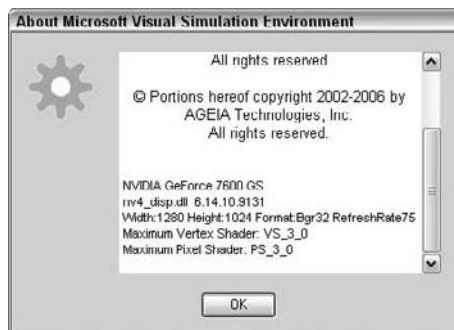 About Microsoft Visual Simulation Environment
All rights reserved
© Portions hereof copyright 2002-2006 by
AGEIA Technologies, Inc.
All rights reserved.
NVIDIA GeForce 7600 GS
nv4_disp.dll 6.14.10.9131
Width:1280 Height:1024 Format:Bgr32 RefreshRate75
Maximum Vertex Shader: VS_3_0
Maximum Pixel Shader: PS_3_0
OK